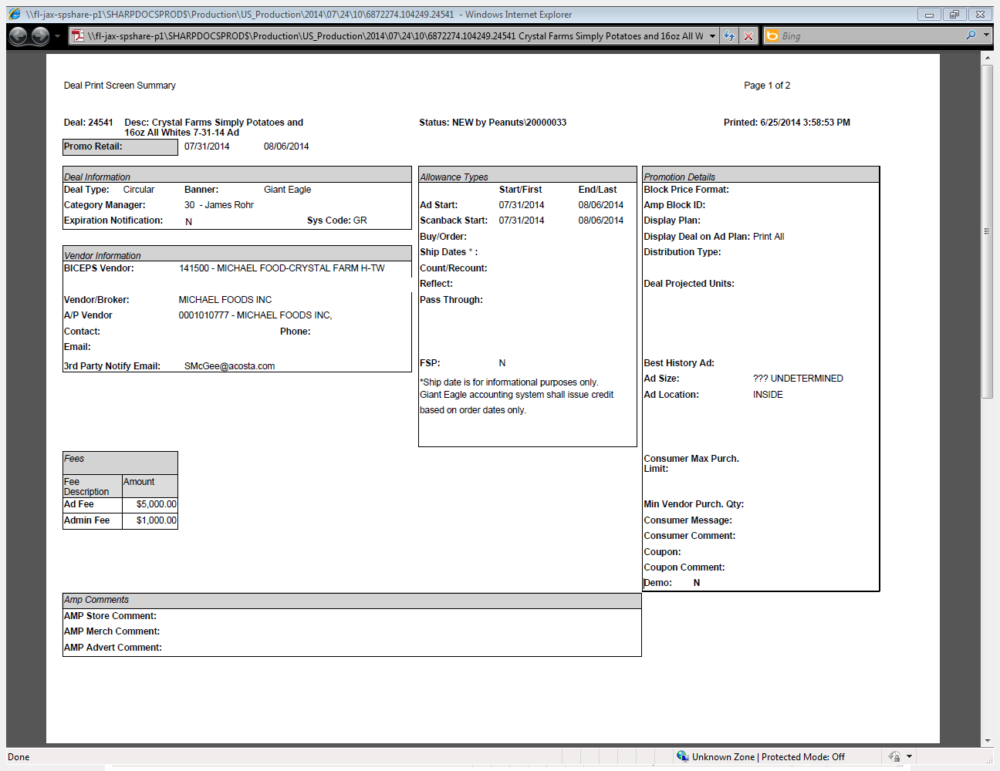 \\fl-jax-spshare-p1\SHARPDOCSPROD$\Production\US_Production\2014\07\24\10\6872274.104249.24541 - Windows Internet Explorer
\\fl-jax-spshare-p1\SHARPDOCSPROD$\Production\US_Production\2014\07\24\10\6872274.104249.24541 Crystal Farms Simply Potatoes and 16oz All W
Bing
Deal Print Screen Summary Page 1 of 2
Deal: 24541 Desc: Crystal Farms Simply Potatoes and Status: NEW by Peanuts\20000033 Printed: 6/25/2014 3:58:53 PM
16oz All Whites 7-31-14 Ad
Promo Retail: 07/31/2014 08/06/2014
Deal Information
Deal Type: Circular Banner: Giant Eagle
Category Manager: 30 - James Rohr
Expiration Notification: N Sys Code: GR
Vendor Information
BICEPS Vendor: 141500 - MICHAEL FOOD-CRYSTAL FARM H-TW
Vendor/Broker: MICHAEL FOODS INC
A/P Vendor 0001010777 - MICHAEL FOODS INC,
Contact: Phone:
Email:
3rd Party Notify Email: SMcGee@acosta.com
Allowance Types
Start/First End/Last
Ad Start: 07/31/2014 08/06/2014
Scanback Start: 07/31/2014 08/06/2014
Buy/Order:
Ship Dates * :
Count/Recount:
Reflect:
Pass Through:
FSP: N
*Ship date is for informational purposes only.
Giant Eagle accounting system shall issue credit
based on order dates only.
Promotion Details
Block Price Format:
Amp Block ID:
Display Plan:
Display Deal on Ad Plan: Print All
Distribution Type:
Deal Projected Units:
Best History Ad:
Ad Size: ??? UNDETERMINED
Ad Location: INSIDE
Consumer Max Purch.
Limit:
Min Vendor Purch. Qty:
Consumer Message:
Consumer Comment:
Coupon:
Coupon Comment:
Demo: N
Fees
Fee Amount
Description
Ad Fee $5,000.00
Admin Fee $1,000.00
Amp Comments
AMP Store Comment:
AMP Merch Comment:
AMP Advert Comment:
Done Unknown Zone | Protected Mode: Off